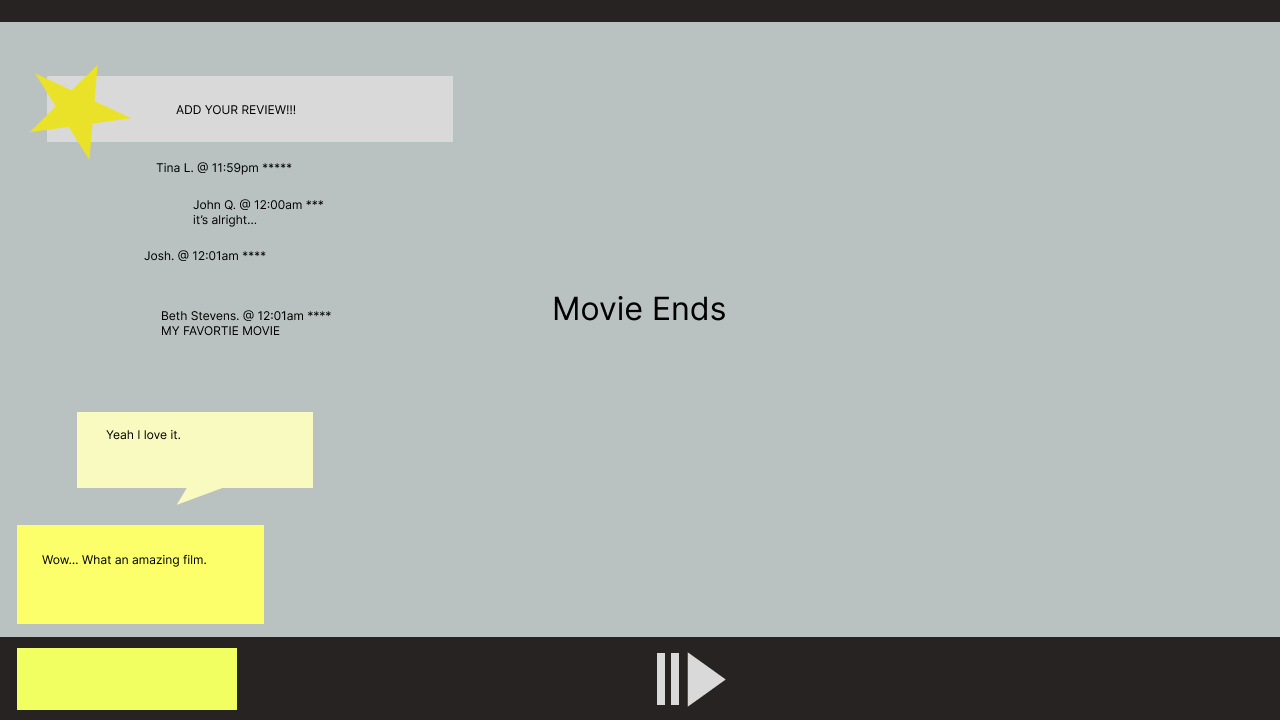 ADD YOUR REVIEW!!!
Tina L. @ 11:59pm *****
John Q. @ 12:00am ***
it’s alright...
Josh. @ 12:01am ****
Movie Ends
Beth Stevens. @ 12:01am ****
MY FAVORTIE MOVIE
Yeah I love it.
Wow... What an amazing film.